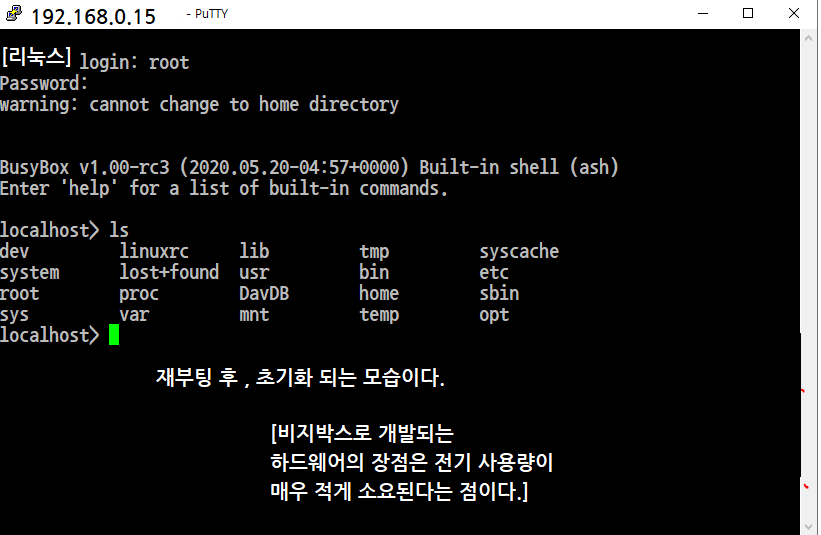 192.168.0.15 - PuTTY
[리눅스] login: root
Password:
warning: cannot change to home directory
BusyBox v1.00-rc3 (2020.05.20-04:57+0000) Built-in shell (ash)
Enter 'help' for a list of built-in commands.
localhost> ls
dev linuxrc lib tmp syscache
system lost+found usr bin etc
root proc DavDB home sbin
sys var mnt temp opt
localhost>
재부팅 후 , 초기화 되는 모습이다.
[비지박스로 개발되는
하드웨어의 장점은 전기 사용량이
매우 적게 소요된다는 점이다.]